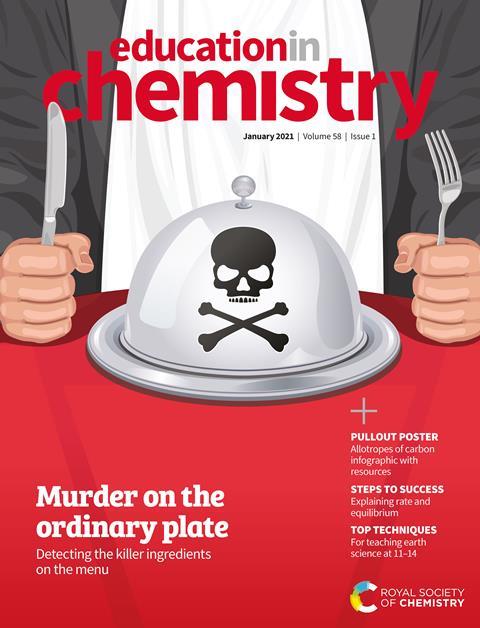 educationin
chemistry
January 2021 | Volume 58 | Issue 1
PULLOUT POSTER
Allotropes of carbon
infographic with
resources
STEPS TO SUCCESS
Explaining rate and
equilibrium
TOP TECHNIQUES
For teaching earth
science at 11–14
Murder on the
ordinary plate
Detecting the killer ingredients
on the menu
ROYAL SOCIETY
OF CHEMISTRY